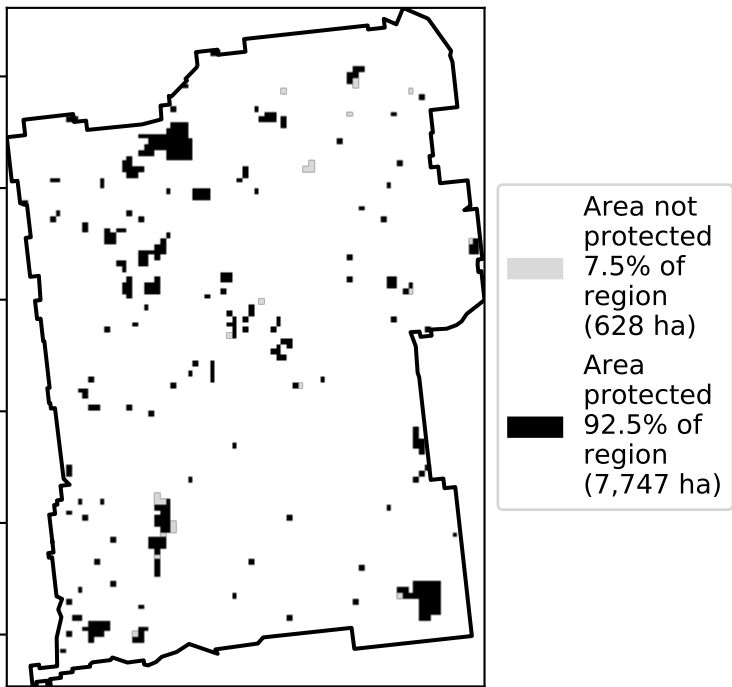 Area not
protected
7.5% of
region
(628 ha)
Area
protected
92.5% of
region
(7,747 ha)